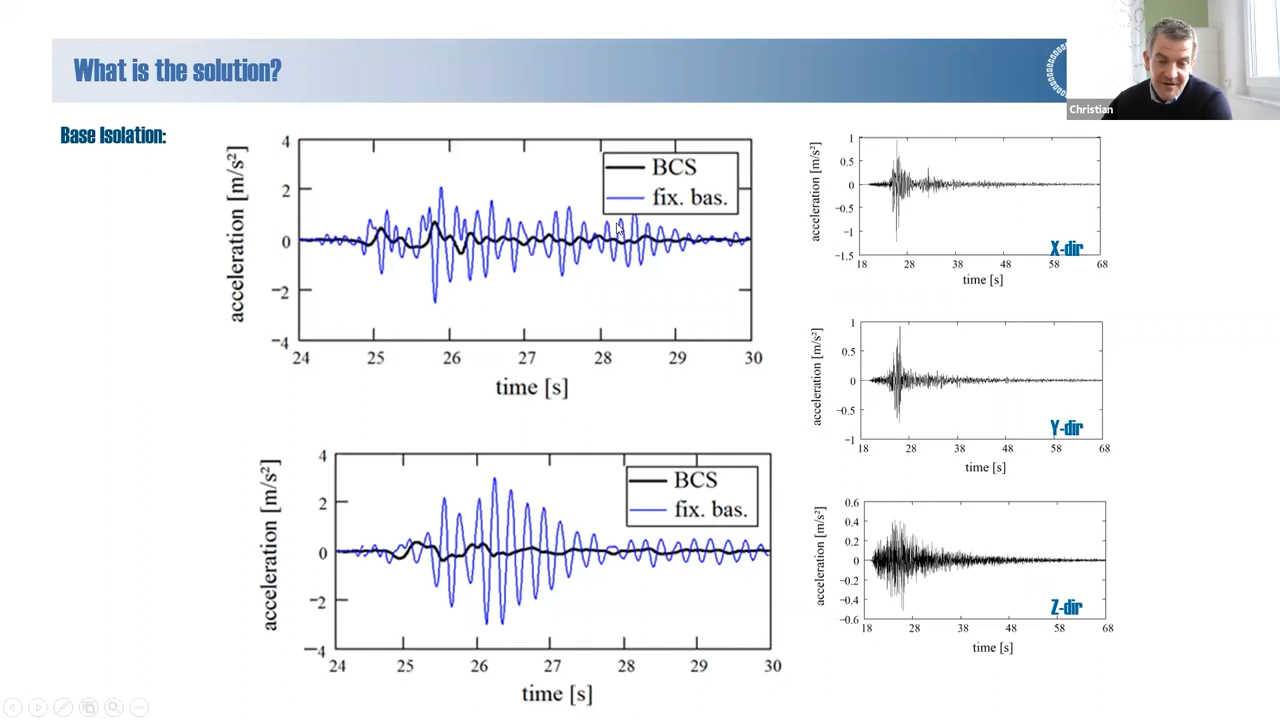 What is the solution?
Christian
Base Isolation:
4
2
0
−2
−4
acceleration [m/s²]
BCS
fix. bas.
24 25 26 27 28 29 30
time [s]
4
2
0
−2
−4
acceleration [m/s²]
BCS
fix. bas.
24 25 26 27 28 29 30
time [s]
1
0.5
0
−0.5
−1
−1.5
acceleration [m/s²]
X-dir
18 28 38 48 58 68
time [s]
1
0.5
0
−0.5
−1
acceleration [m/s²]
Y-dir
18 28 38 48 58 68
time [s]
0.6
0.4
0.2
0
−0.2
−0.4
−0.6
acceleration [m/s²]
Z-dir
18 28 38 48 58 68
time [s]